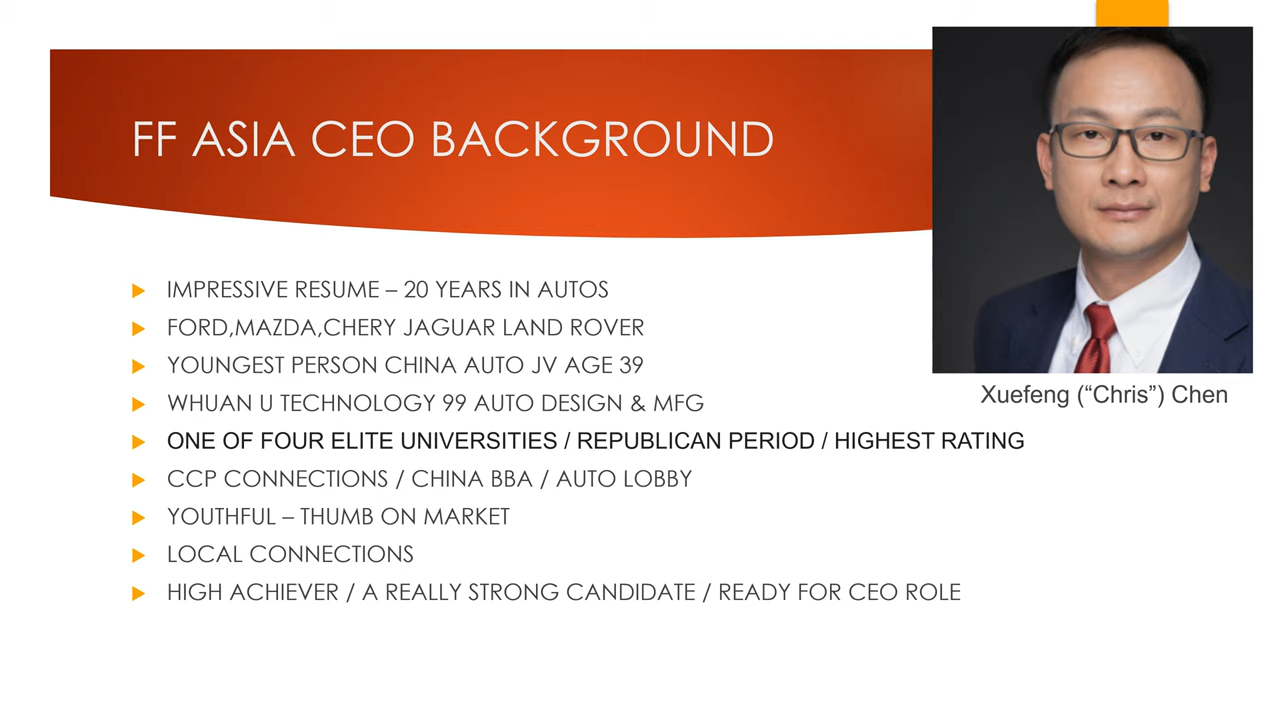 FF ASIA CEO BACKGROUND
IMPRESSIVE RESUME – 20 YEARS IN AUTOS
FORD,MAZDA,CHERY JAGUAR LAND ROVER
YOUNGEST PERSON CHINA AUTO JV AGE 39
WHUAN U TECHNOLOGY 99 AUTO DESIGN & MFG
ONE OF FOUR ELITE UNIVERSITIES / REPUBLICAN PERIOD / HIGHEST RATING
CCP CONNECTIONS / CHINA BBA / AUTO LOBBY
YOUTHFUL – THUMB ON MARKET
LOCAL CONNECTIONS
HIGH ACHIEVER / A REALLY STRONG CANDIDATE / READY FOR CEO ROLE
Xuefeng (“Chris”) Chen